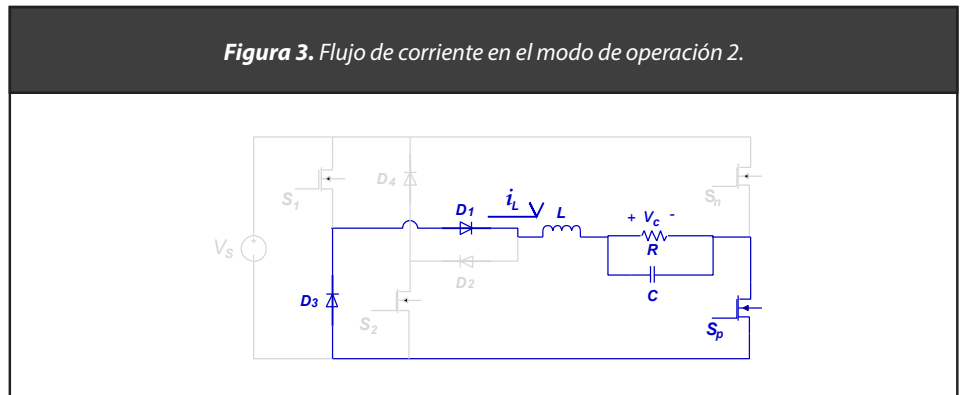 Figura 3. Flujo de corriente en el modo de operación 2.
S1
D4
Sn
D1
iL
L
+ Vc -
R
VS
D2
C
D3
S2
Sp